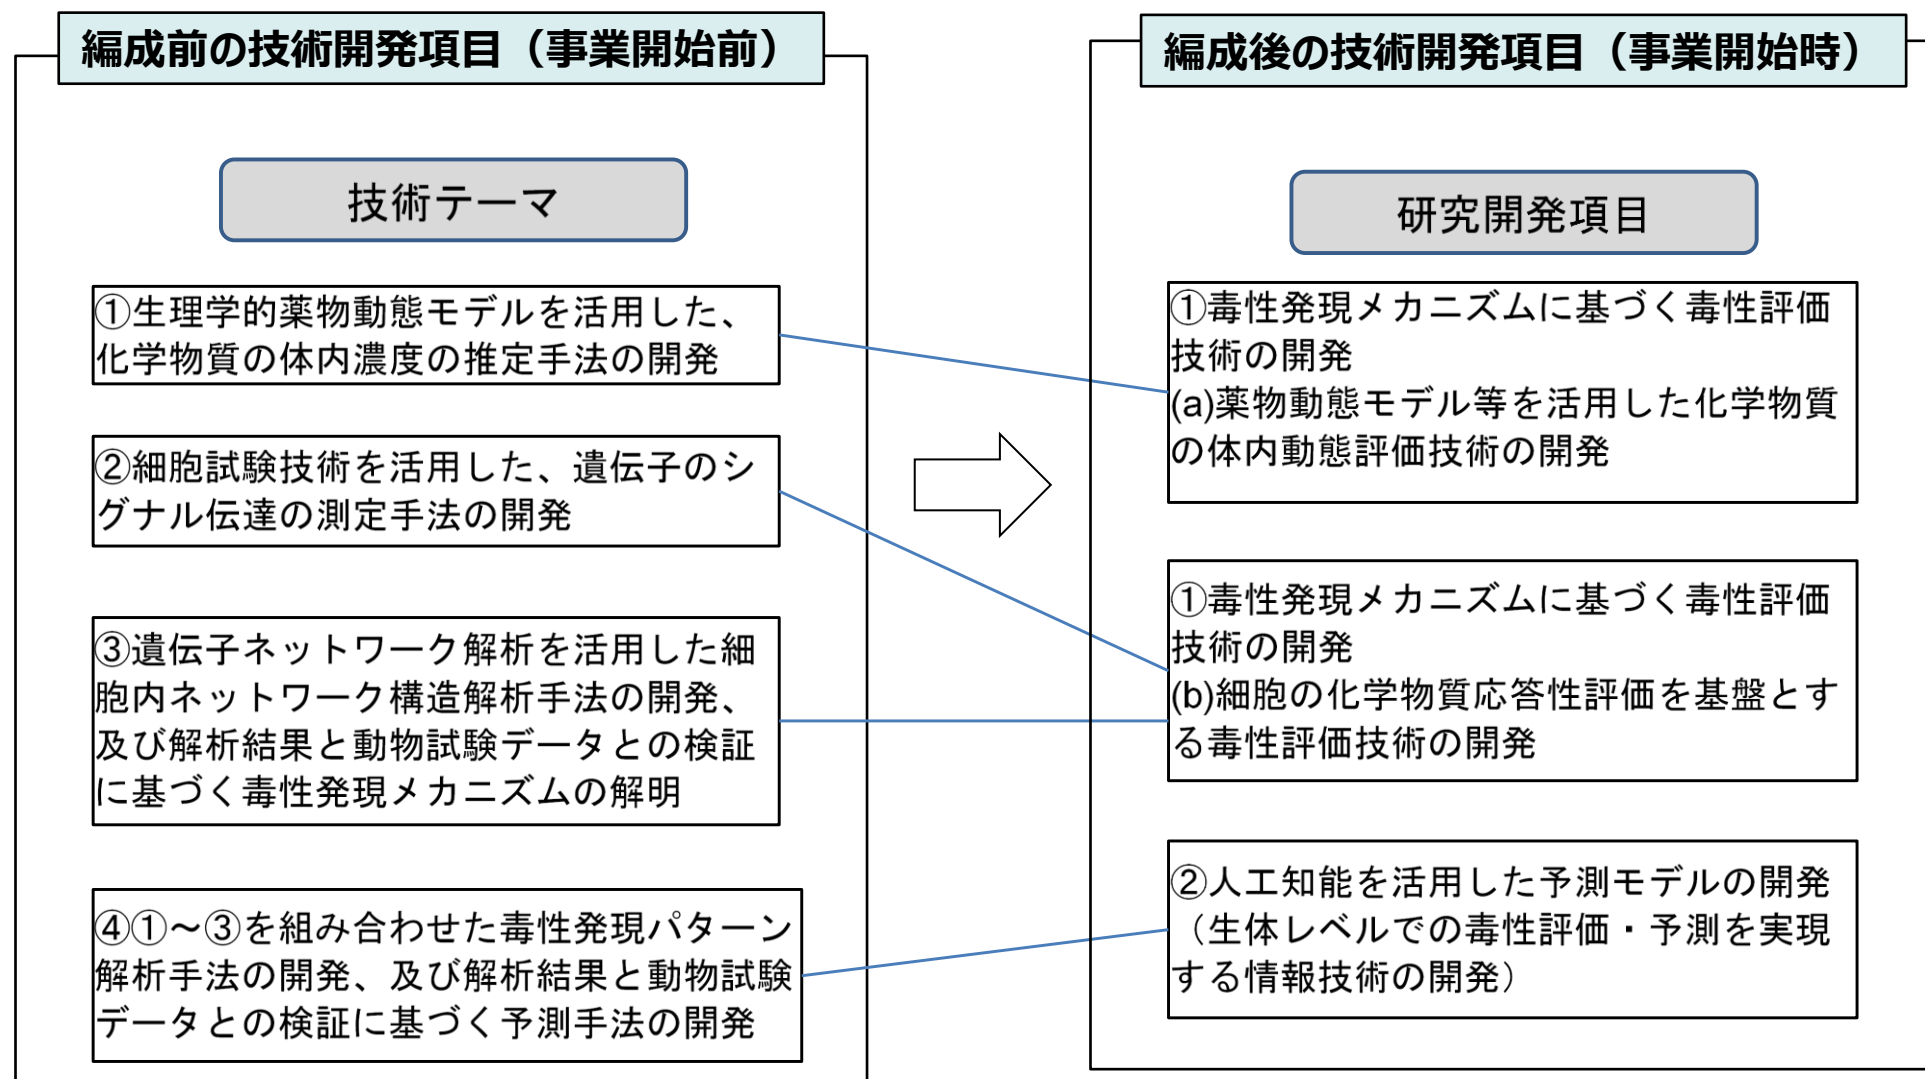 編成前の技術開発項目（事業開始前）
技術テーマ
①生理学的薬物動態モデルを活用した、
化学物質の体内濃度の推定手法の開発
②細胞試験技術を活用した、遺伝子のシ
グナル伝達の測定手法の開発
③遺伝子ネットワーク解析を活用した細
胞内ネットワーク構造解析手法の開発、
及び解析結果と動物試験データとの検証
に基づく毒性発現メカニズムの解明
④①～③を組み合わせた毒性発現パターン
解析手法の開発、及び解析結果と動物試験
データとの検証に基づく予測手法の開発
編成後の技術開発項目（事業開始時）
研究開発項目
①毒性発現メカニズムに基づく毒性評価
技術の開発
(a)薬物動態モデル等を活用した化学物質
の体内動態評価技術の開発
①毒性発現メカニズムに基づく毒性評価
技術の開発
(b)細胞の化学物質応答性評価を基盤とす
る毒性評価技術の開発
②人工知能を活用した予測モデルの開発
（生体レベルでの毒性評価・予測を実現
する情報技術の開発）